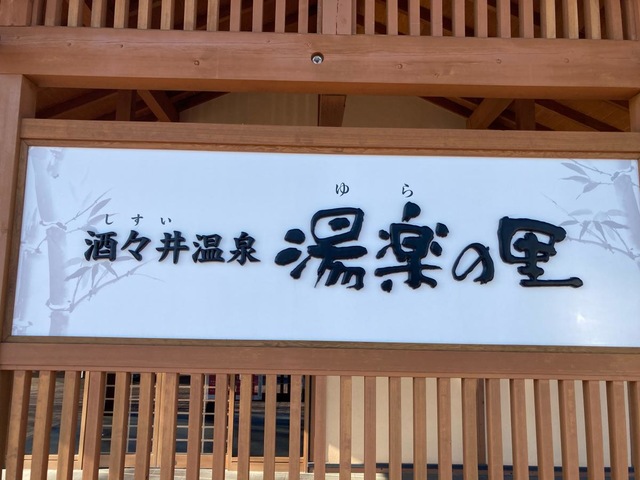 しすい ゆら
酒々井温泉 湯楽の里